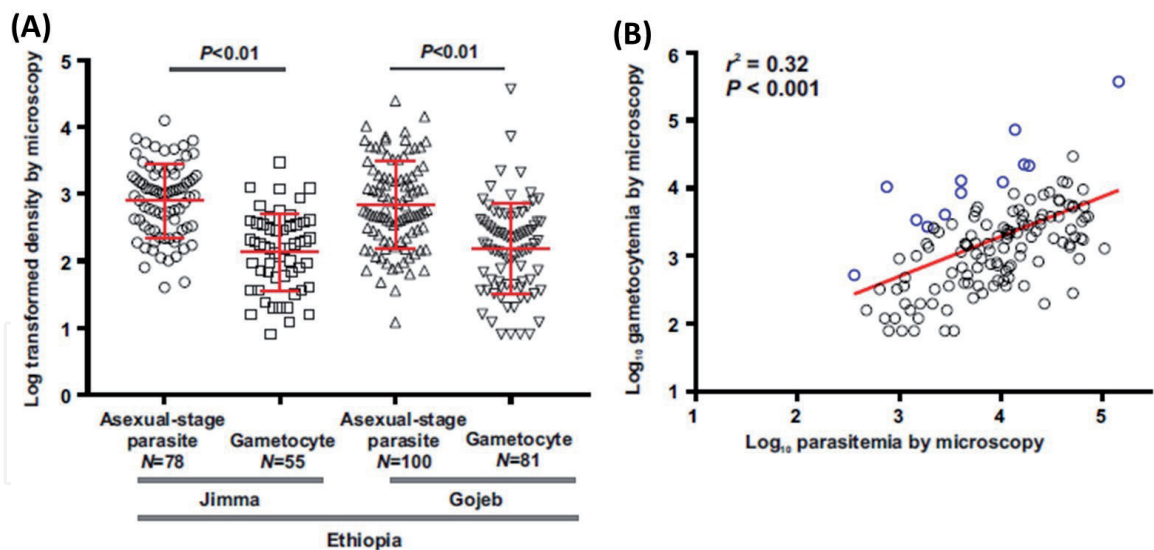 (A)
Log transformed density by microscopy
P<0.01
P<0.01
5
4
3
2
1
0
Asexual-stage
parasite
N=78
Gametocyte
N=55
Asexual-stage
parasite
N=100
Gametocyte
N=81
Jimma
Gojeb
Ethiopia
(B)
Log₁₀ gametocytemia by microscopy
r² = 0.32
P < 0.001
6
5
4
3
2
1
1
2
3
4
5
Log₁₀ parasitemia by microscopy